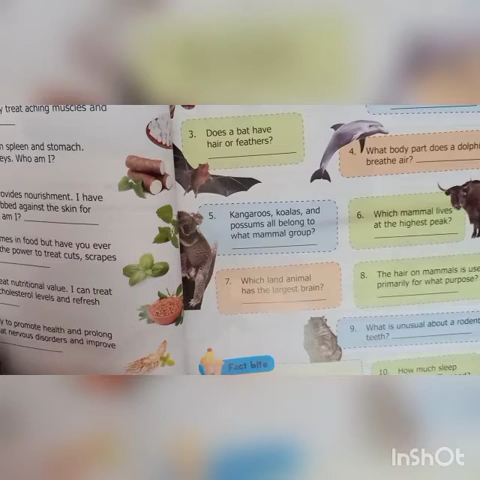 y treat aching muscles and
n spleen and stomach.
eys. Who am I?
ovides nourishment. I have
bbed against the skin for
am I?
mes in food but have you ever
the power to treat cuts, scrapes
eat nutritional value. I can treat
cholesterol levels and refresh
y to promote health and prolong
at nervous disorders and improve
3. Does a bat have
hair or feathers?
4. What body part does a dolphi
breathe air?
5. Kangaroos, koalas, and
possums all belong to
what mammal group?
6. Which mammal lives
at the highest peak?
7. Which land animal
has the largest brain?
8. The hair on mammals is use
primarily for what purpose?
9. What is unusual about a rodent
teeth?
Fact bite
10. How much sleep
InShOt